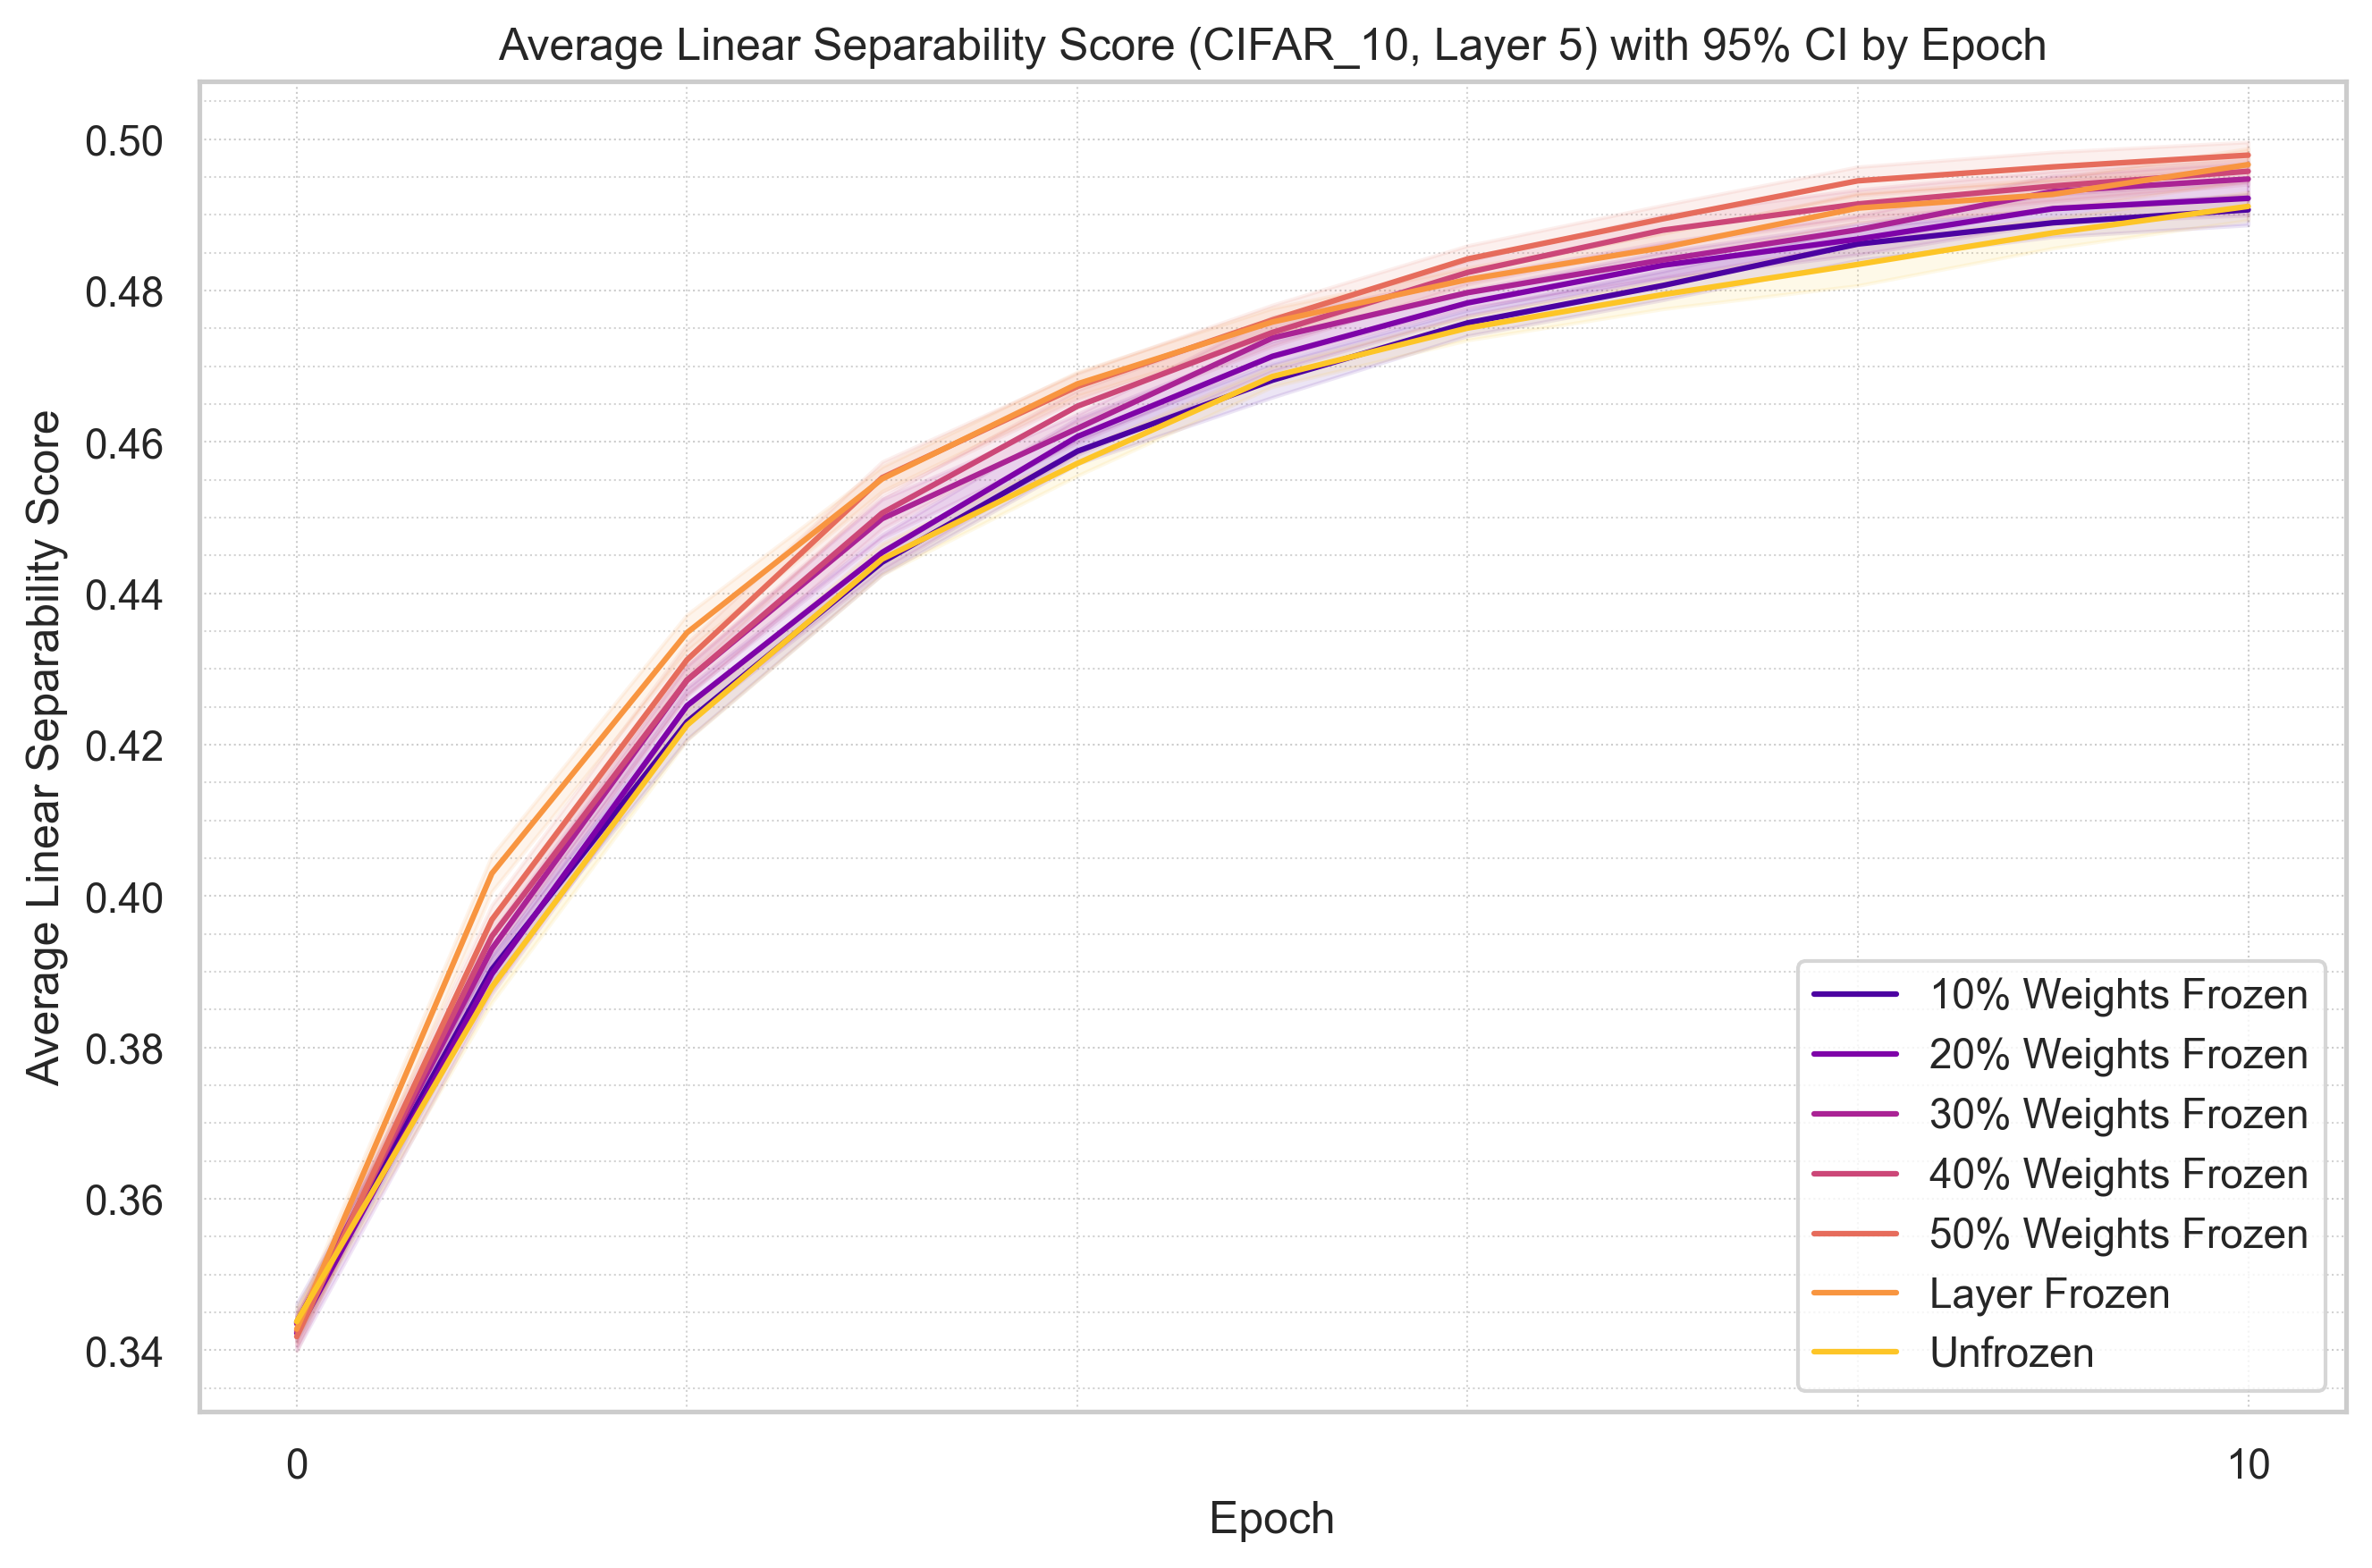 Average Linear Separability Score (CIFAR_10, Layer 5) with 95% CI by Epoch
Average Linear Separability Score
0.50
0.48
0.46
0.44
0.42
0.40
0.38
0.36
0.34
10% Weights Frozen
20% Weights Frozen
30% Weights Frozen
40% Weights Frozen
50% Weights Frozen
Layer Frozen
Unfrozen
0
10
Epoch